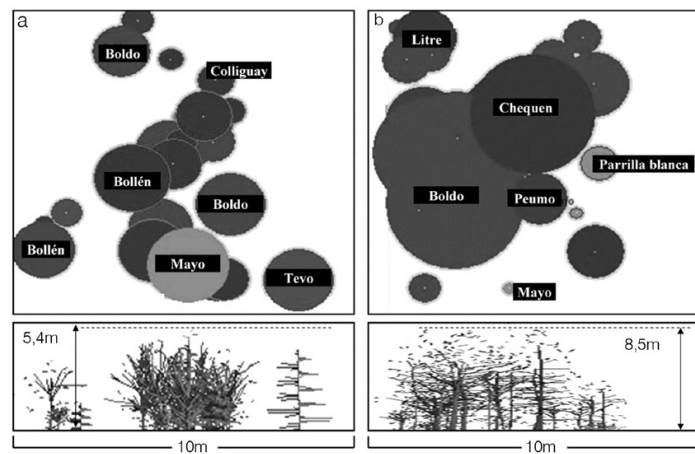 a
Boldo
Colliguay
Bollén
Boldo
Bollén
Mayo
Tevo
5,4m
10m
b
Litre
Chequen
Parrilla blanca
Boldo
Peumo
Mayo
8,5m
10m